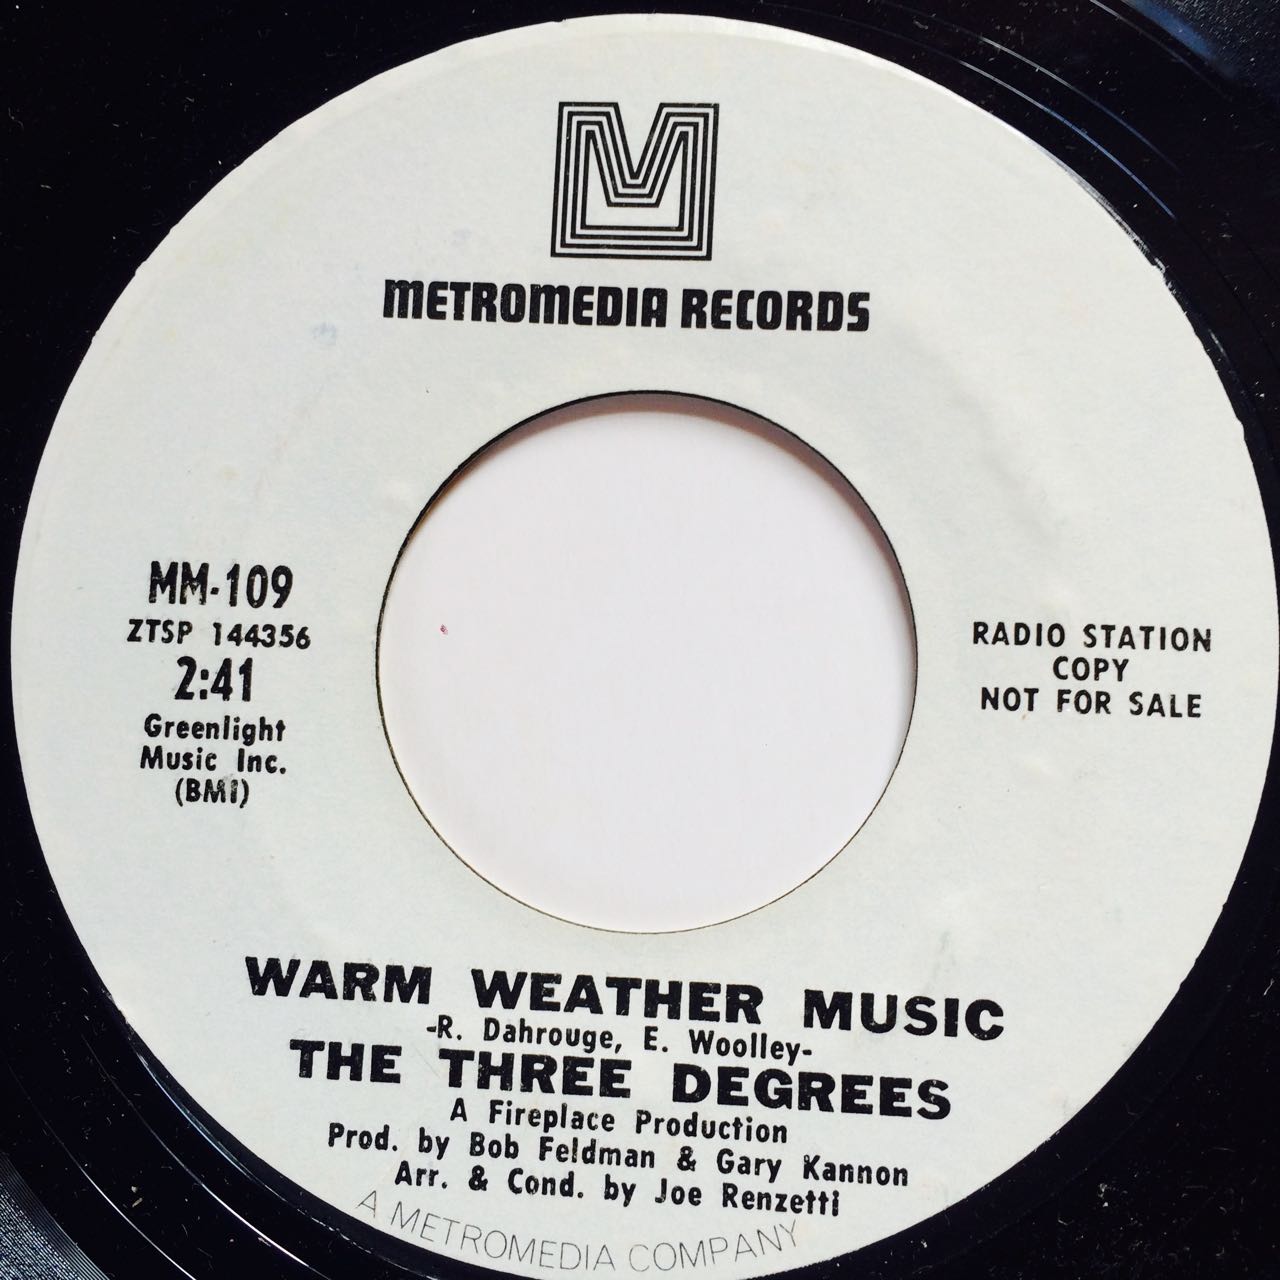 METROMEDIA RECORDS
MM-109
ZTSP 144356
2:41
Greenlight
Music Inc.
(BMI)
RADIO STATION
COPY
NOT FOR SALE
WARM WEATHER MUSIC
-R. Dahrouge, E. Woolley-
THE THREE DEGREES
A Fireplace Production
Prod. by Bob Feldman & Gary Kannon
Arr. & Cond. by Joe Renzetti
A METROMEDIA COMPANY